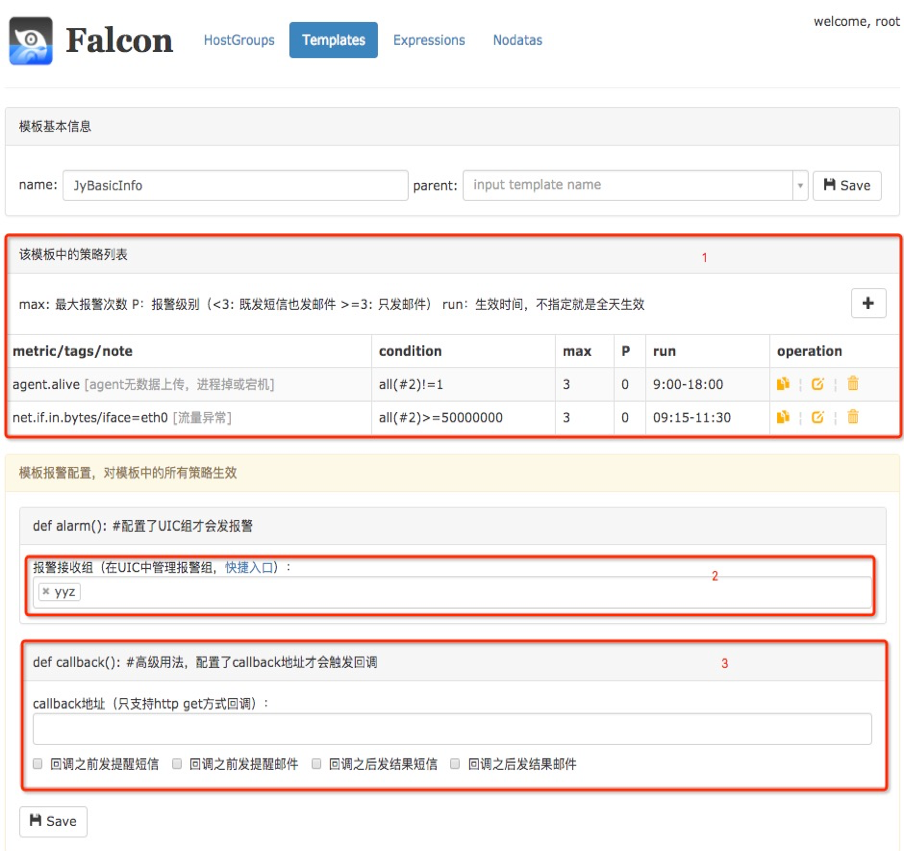 welcome, root
Falcon HostGroups Templates Expressions Nodatas
模板基本信息
name: JyBasicInfo parent: input template name Save
该模板中的策略列表 1
max: 最大报警次数 P: 报警级别（<3: 既发短信也发邮件 >=3: 只发邮件） run: 生效时间，不指定就是全天生效
metric/tags/note condition max P run operation
agent.alive [agent无数据上传，进程掉或宕机] all(#2)!=1 3 0 9:00-18:00
net.if.in.bytes/iface=eth0 [流量异常] all(#2)>=50000000 3 0 09:15-11:30
模板报警配置，对模板中的所有策略生效
def alarm(): #配置了UIC组才会发报警
报警接收组（在UIC中管理报警组，快捷入口）: 2
× yyz
def callback(): #高级用法，配置了callback地址才会触发回调 3
callback地址（只支持http get方式回调）:
回调之前发提醒短信 回调之前发提醒邮件 回调之后发结果短信 回调之后发结果邮件
Save